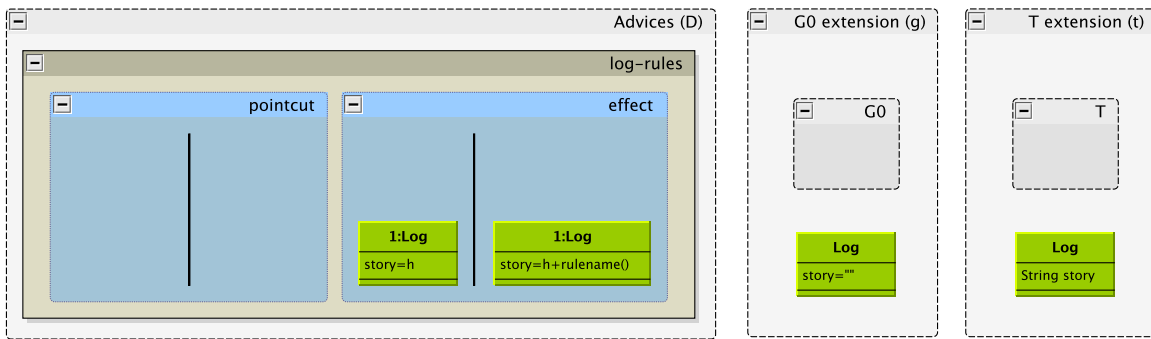 Advices (D)
log-rules
pointcut
effect
1:Log
story=h
1:Log
story=h+rulename()
G0 extension (g)
G0
Log
story=""
T extension (t)
T
Log
String story